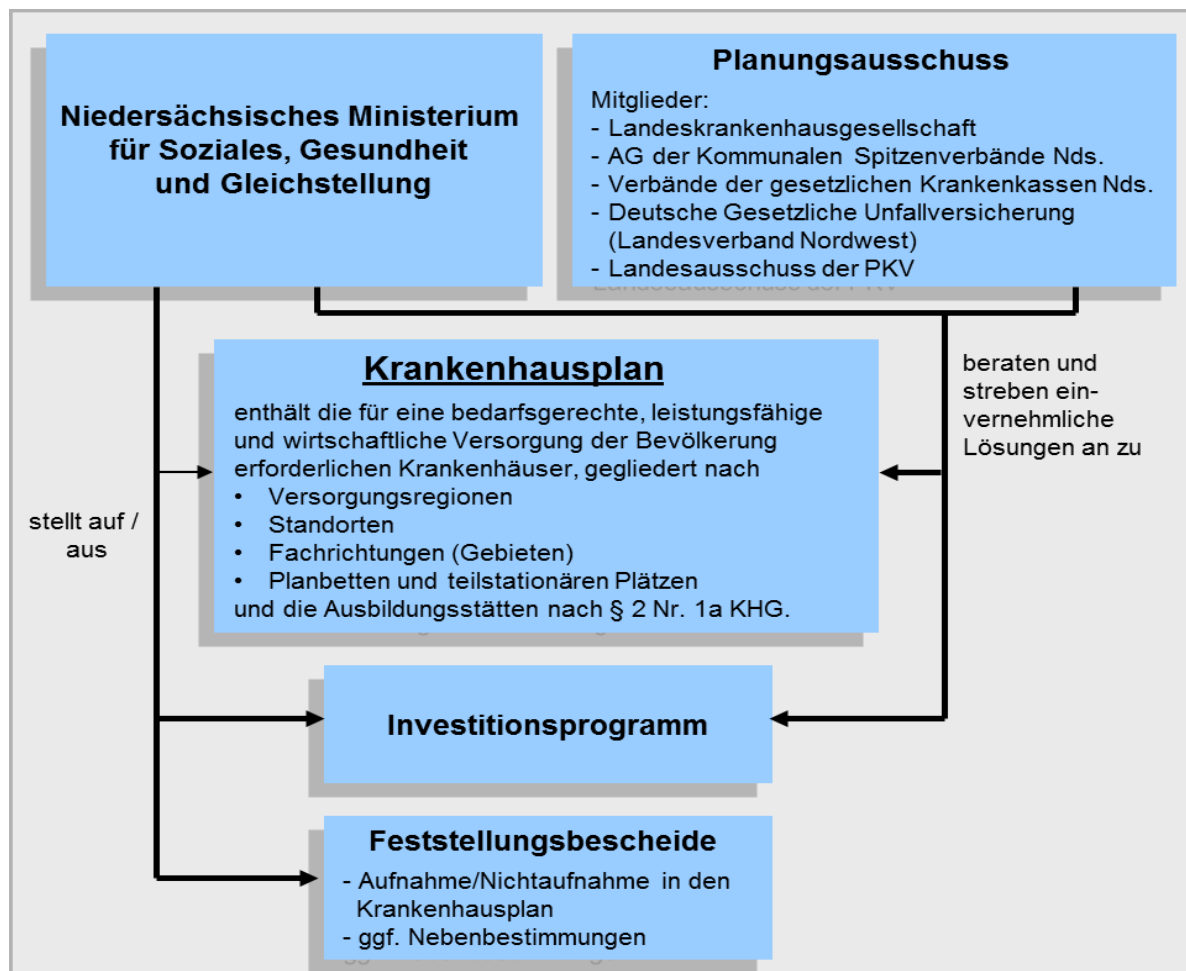 Niedersächsisches Ministerium
für Soziales, Gesundheit
und Gleichstellung
Planungsausschuss
Mitglieder:
- Landeskrankenhausgesellschaft
- AG der Kommunalen Spitzenverbände Nds.
- Verbände der gesetzlichen Krankenkassen Nds.
- Deutsche Gesetzliche Unfallversicherung
(Landesverband Nordwest)
- Landesausschuss der PKV
Krankenhausplan
enthält die für eine bedarfsgerechte, leistungsfähige
und wirtschaftliche Versorgung der Bevölkerung
erforderlichen Krankenhäuser, gegliedert nach
• Versorgungsregionen
• Standorten
• Fachrichtungen (Gebieten)
• Planbetten und teilstationären Plätzen
und die Ausbildungsstätten nach § 2 Nr. 1a KHG.
beraten und
streben ein-
vernehmliche
Lösungen an zu
stellt auf /
aus
Investitionsprogramm
Feststellungsbescheide
- Aufnahme/Nichtaufnahme in den
Krankenhausplan
- ggf. Nebenbestimmungen